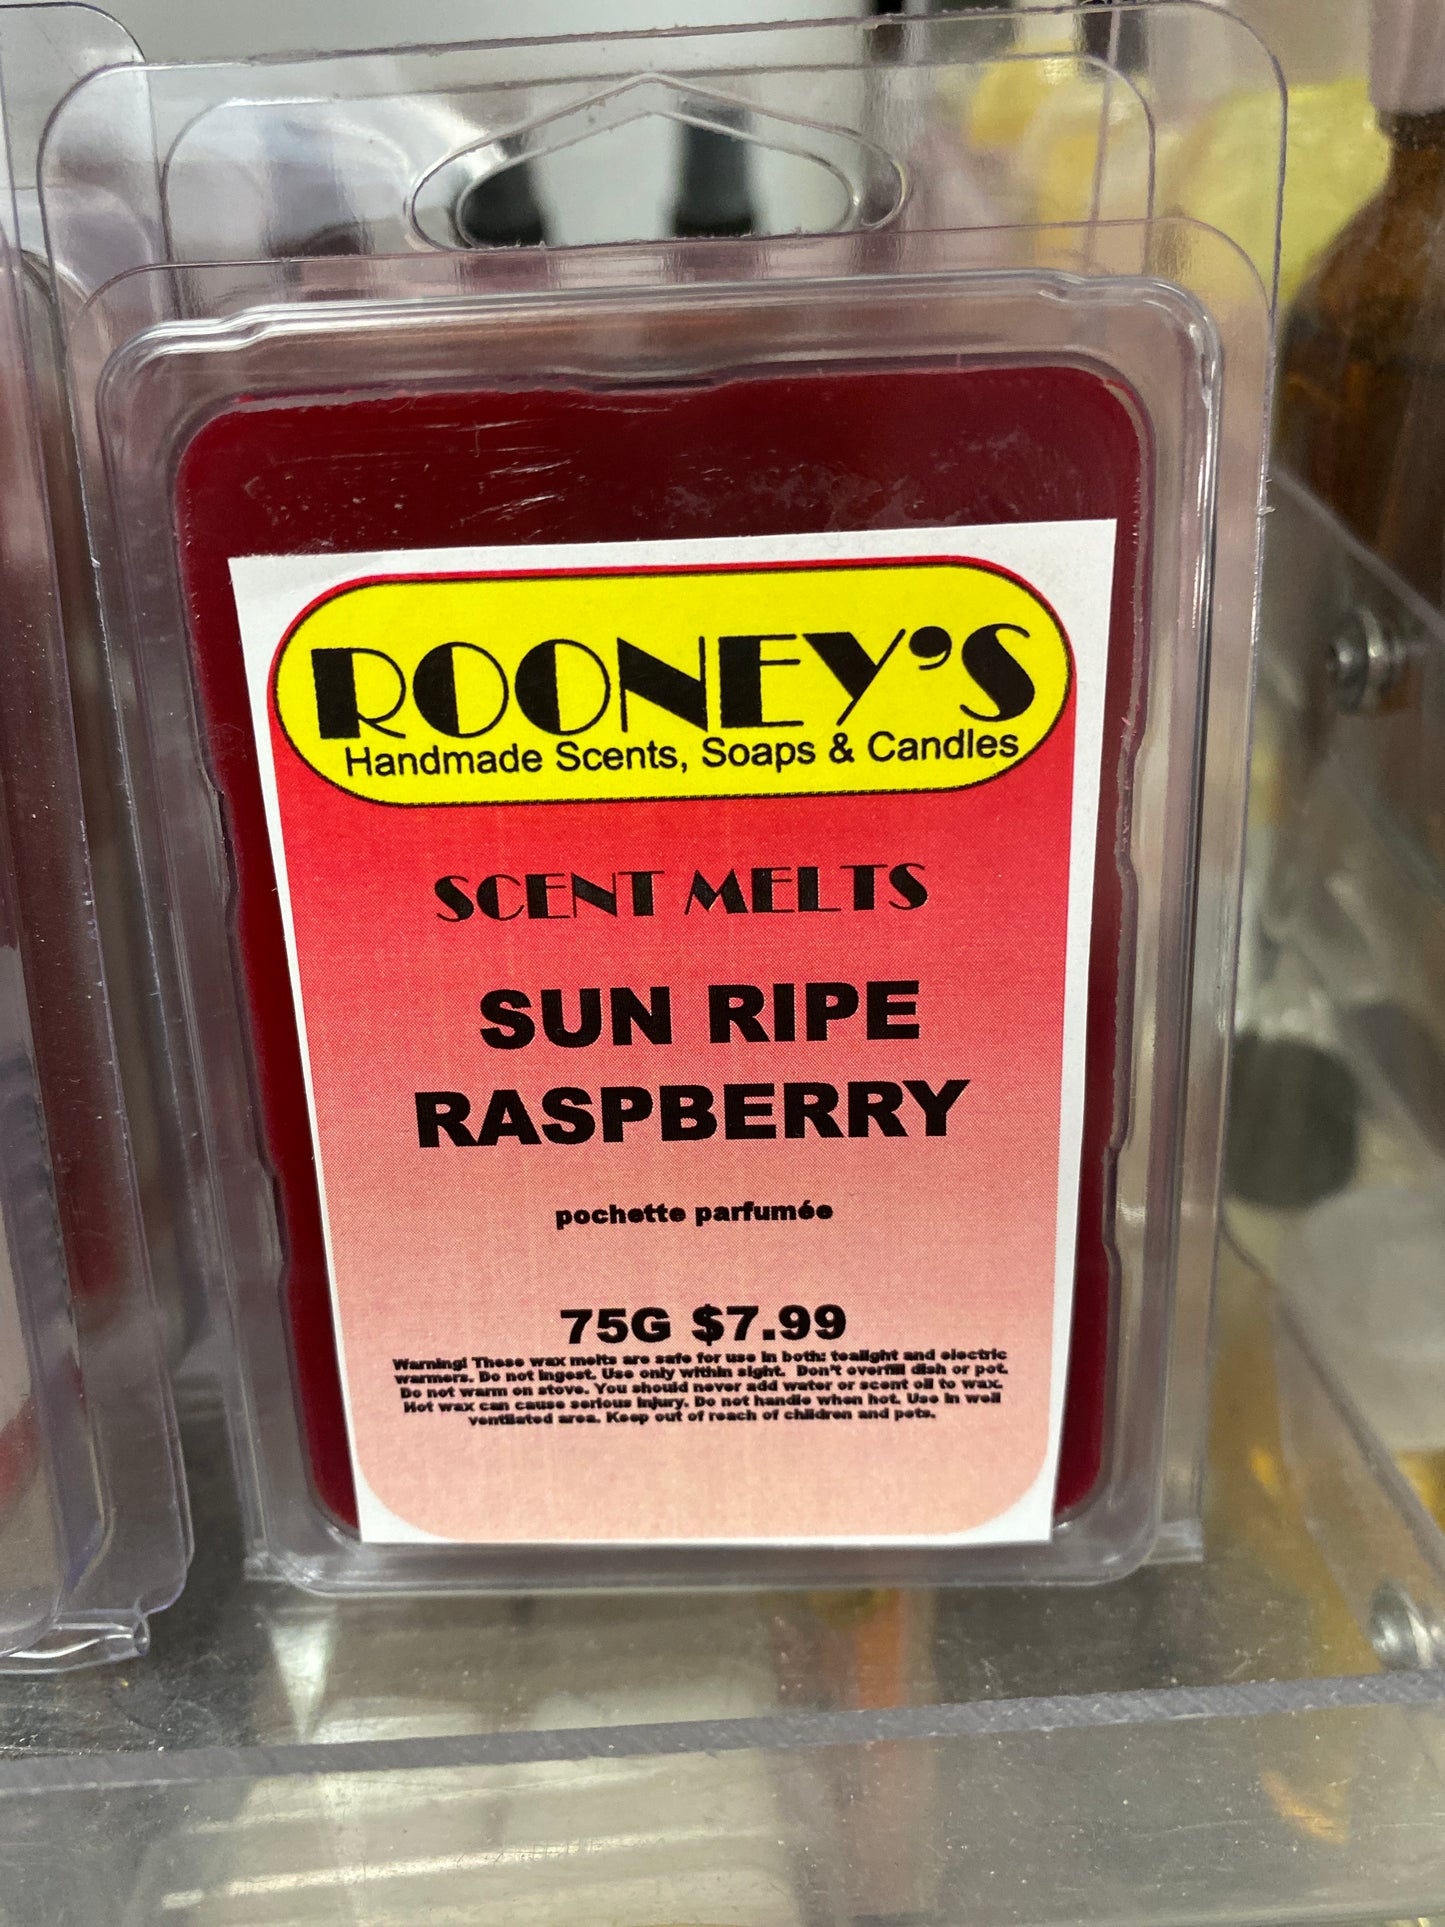 ROONEY'S
Handmade Scents, Soaps & Candles
SCENT MELTS
SUN RIPE
RASPBERRY
pochette parfumée
75G $7.99
Warning! These wax melts are safe for use in both: tealight and electric
warmers. Do not ingest. Use only within sight. Don't overfill dish or pot.
Do not warm on stove. You should never add water or scent oil to wax.
Hot wax can cause serious injury. Do not handle when hot. Use in well
ventilated area. Keep out of reach of children and pets.